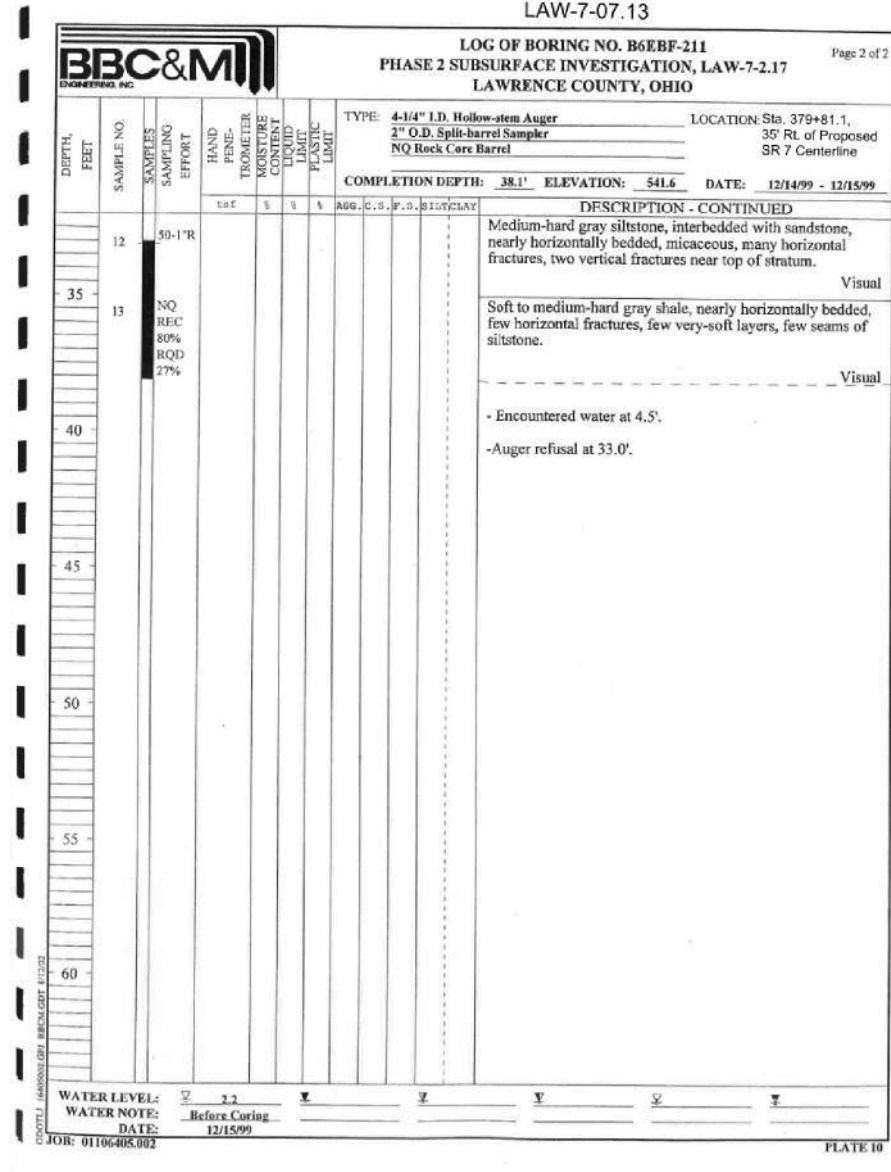 LAW-7-07.13
BBC&M
ENGINEERING, INC.
LOG OF BORING NO. B6EBF-211
PHASE 2 SUBSURFACE INVESTIGATION, LAW-7-2.17
LAWRENCE COUNTY, OHIO
Page 2 of 2
DEPTH, FEET
SAMPLE NO.
SAMPLES
SAMPLING EFFORT
HAND PENE-TROMETER
MOISTURE CONTENT
LIQUID LIMIT
PLASTIC LIMIT
TYPE: 4-1/4" I.D. Hollow-stem Auger
2" O.D. Split-barrel Sampler
NQ Rock Core Barrel
LOCATION: Sta. 379+81.1,
35' Rt. of Proposed
SR 7 Centerline
COMPLETION DEPTH: 38.1' ELEVATION: 541.6 DATE: 12/14/99 - 12/15/99
tsf % % % AGG. C.S. F.S. SILT CLAY DESCRIPTION - CONTINUED
12 50-1"R
Medium-hard gray siltstone, interbedded with sandstone,
nearly horizontally bedded, micaceous, many horizontal
fractures, two vertical fractures near top of stratum.
Visual
35
13 NQ
REC
80%
RQD
27%
Soft to medium-hard gray shale, nearly horizontally bedded,
few horizontal fractures, few very-soft layers, few seams of
siltstone.
Visual
- Encountered water at 4.5'.
40
-Auger refusal at 33.0'.
45
50
55
60
WATER LEVEL: 2.2
WATER NOTE: Before Coring
DATE: 12/15/99
JOB: 01106405.002
PLATE 10